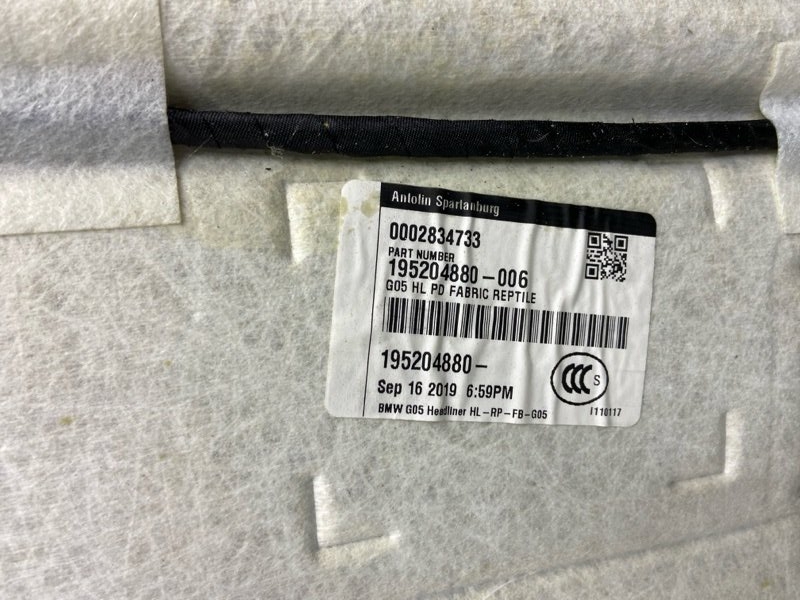 Antolin Spartanburg
0002834733
PART NUMBER
195204880-006
G05 HL PD FABRIC REPTILE
195204880-
CCC S
Sep 16 2019 6:59PM
BMW G05 Headliner HL-RP-FB-G05
I110117